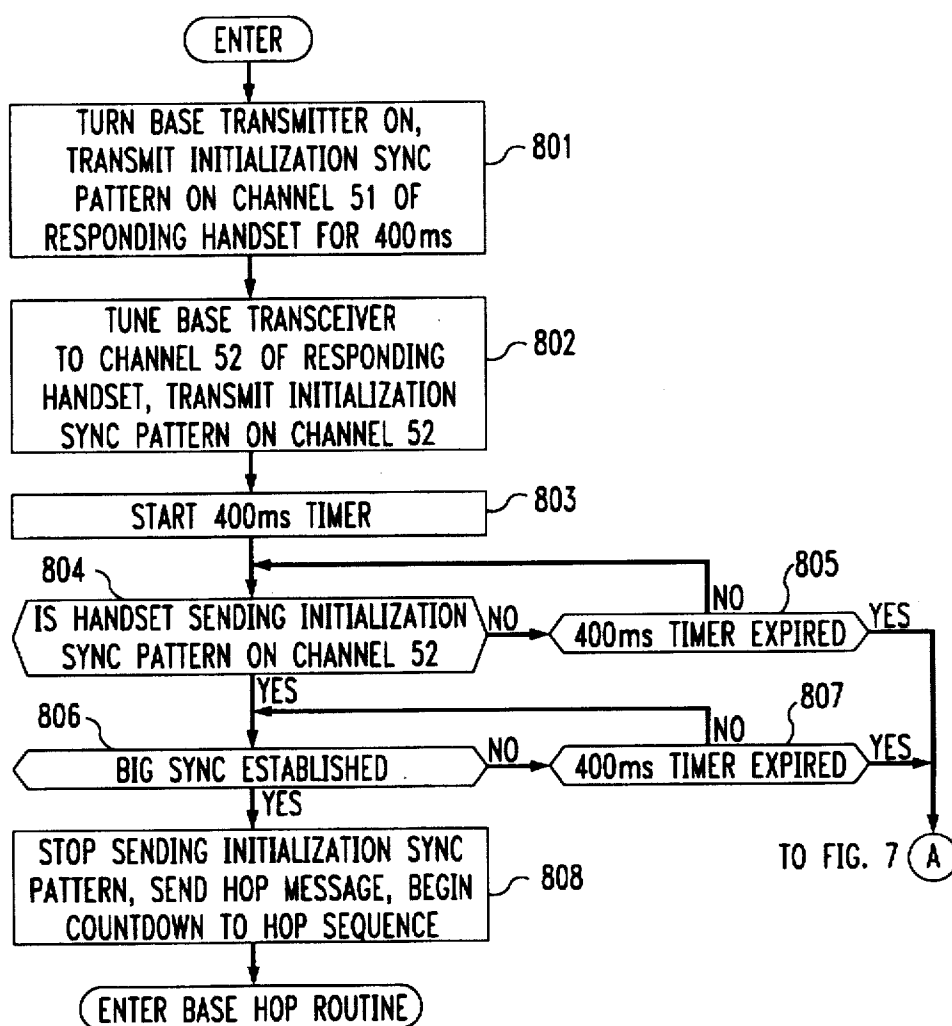 ENTER
TURN BASE TRANSMITTER ON,
TRANSMIT INITIALIZATION SYNC
PATTERN ON CHANNEL 51 OF
RESPONDING HANDSET FOR 400ms
801
TUNE BASE TRANSCEIVER
TO CHANNEL 52 OF RESPONDING
HANDSET, TRANSMIT INITIALIZATION
SYNC PATTERN ON CHANNEL 52
802
START 400ms TIMER
803
804
IS HANDSET SENDING INITIALIZATION
SYNC PATTERN ON CHANNEL 52
NO
YES
805
NO
400ms TIMER EXPIRED
YES
806
BIG SYNC ESTABLISHED
NO
YES
807
NO
400ms TIMER EXPIRED
YES
STOP SENDING INITIALIZATION SYNC
PATTERN, SEND HOP MESSAGE, BEGIN
COUNTDOWN TO HOP SEQUENCE
808
TO FIG. 7 A
ENTER BASE HOP ROUTINE